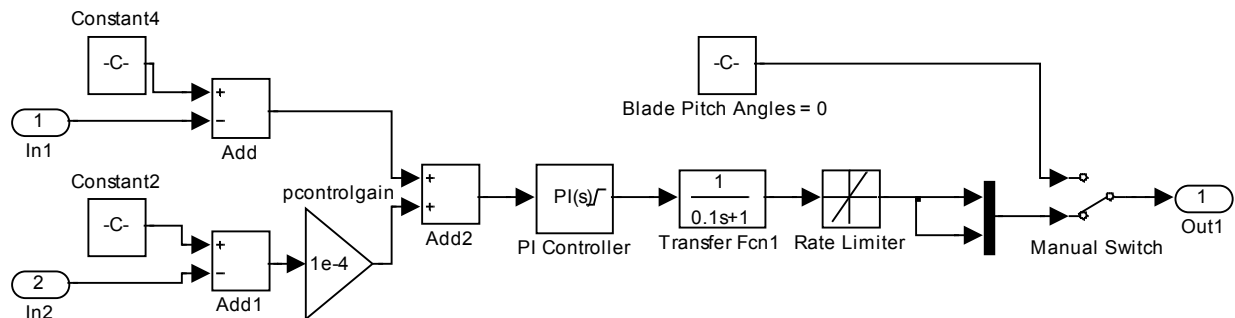 Constant4
-C-
+
−
1
In1
Add
Constant2
-C-
+
−
2
In2
Add1
pcontrolgain
1e-4
+
+
Add2
PI(s)
PI Controller
1
0.1s+1
Transfer Fcn1
Rate Limiter
-C-
Blade Pitch Angles = 0
Manual Switch
1
Out1